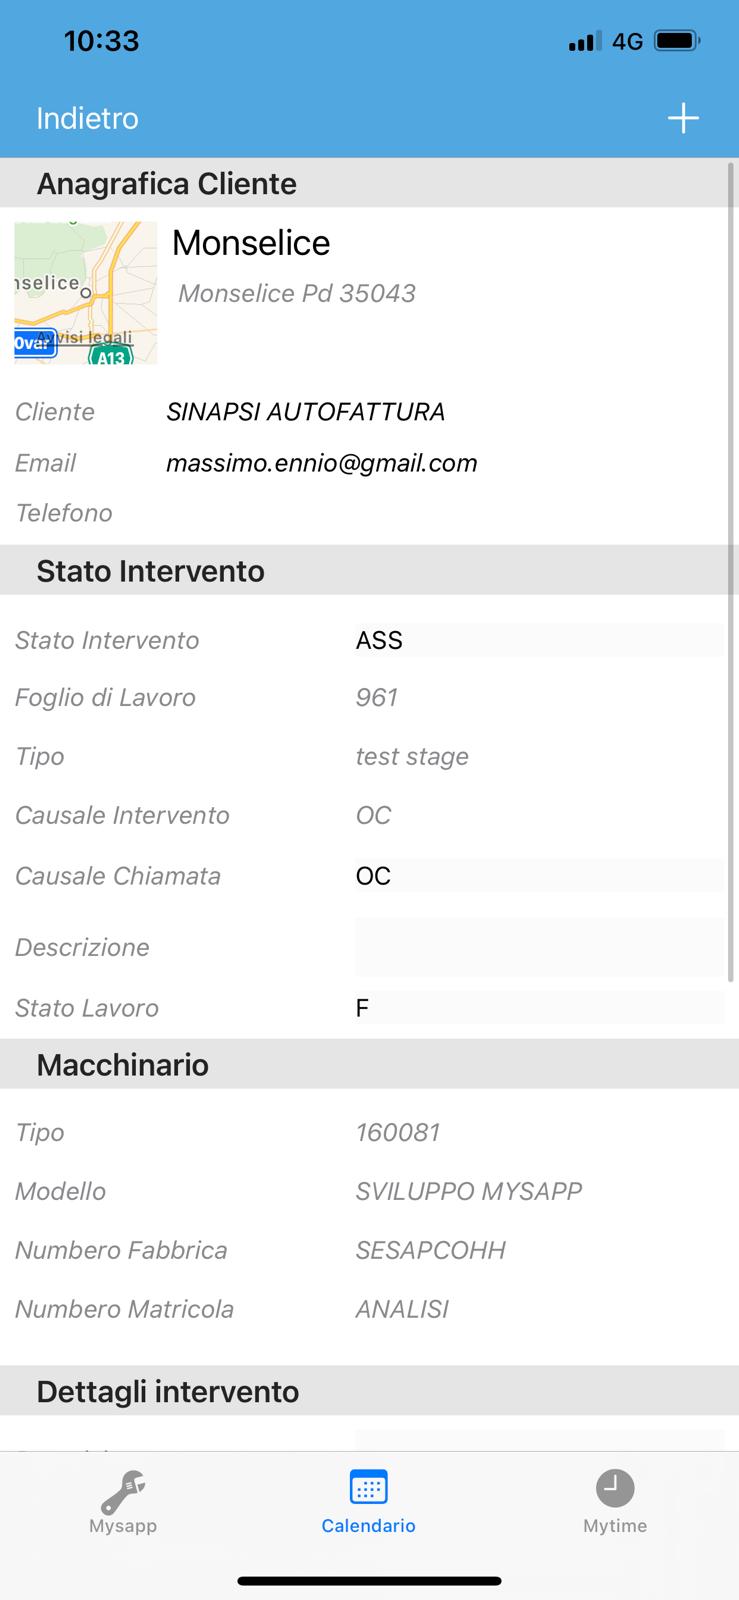 10:33 4G
Indietro
Anagrafica Cliente
Monselice
Monselice Pd 35043
nselice
Avvisi legali
A13
Cliente SINAPSI AUTOFATTURA
Email massimo.ennio@gmail.com
Telefono
Stato Intervento
Stato Intervento ASS
Foglio di Lavoro 961
Tipo test stage
Causale Intervento OC
Causale Chiamata OC
Descrizione
Stato Lavoro F
Macchinario
Tipo 160081
Modello SVILUPPO MYSAPP
Numbero Fabbrica SESAPCOHH
Numbero Matricola ANALISI
Dettagli intervento
Mysapp Calendario Mytime